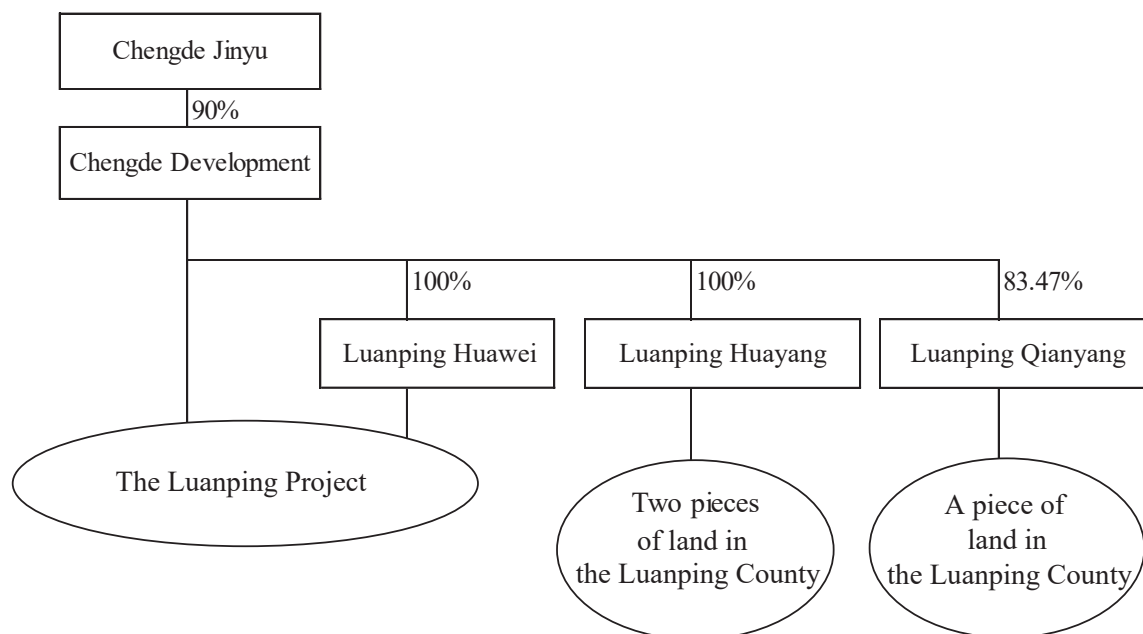 Chengde Jinyu
90%
Chengde Development
100%
100%
83.47%
Luanping Huawei
Luanping Huayang
Luanping Qianyang
The Luanping Project
Two pieces
of land in
the Luanping County
A piece of
land in
the Luanping County